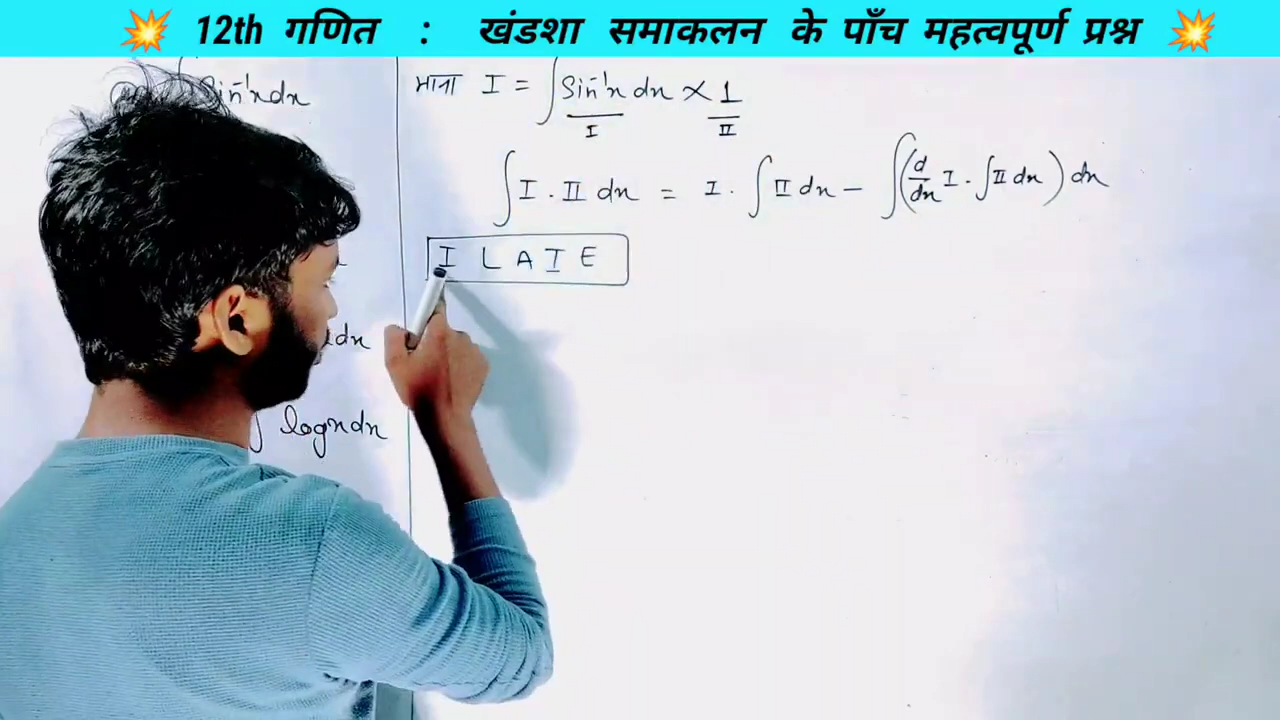 💥 12th गणित : खंडशा समाकलन के पाँच महत्वपूर्ण प्रश्न 💥
Sin⁻¹x dx
dx
∫ logx dx
माना I = ∫ Sin⁻¹x dx × 1
I II
∫ I . II dx = I . ∫ II dx − ∫ (d/dx I . ∫ II dx) dx
I L A T E